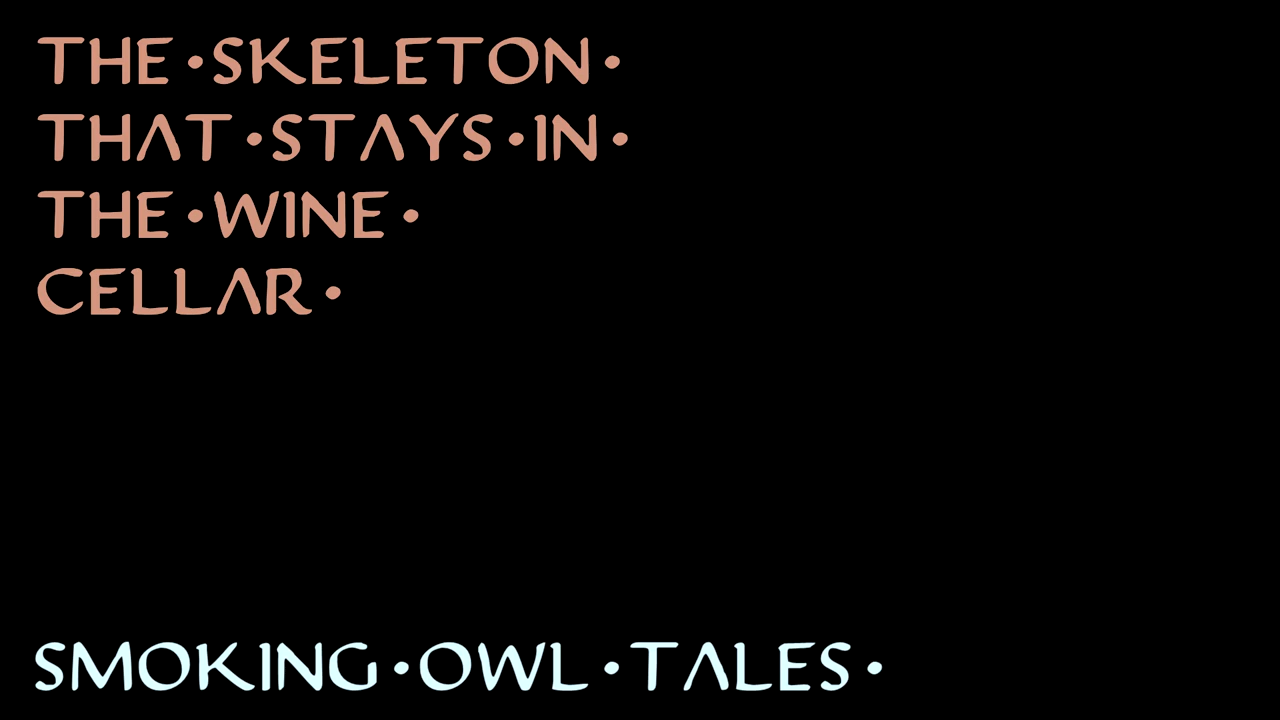 THE·SKELETON·
THAT·STAYS·IN·
THE·WINE·
CELLAR·
SMOKING·OWL·TALES·